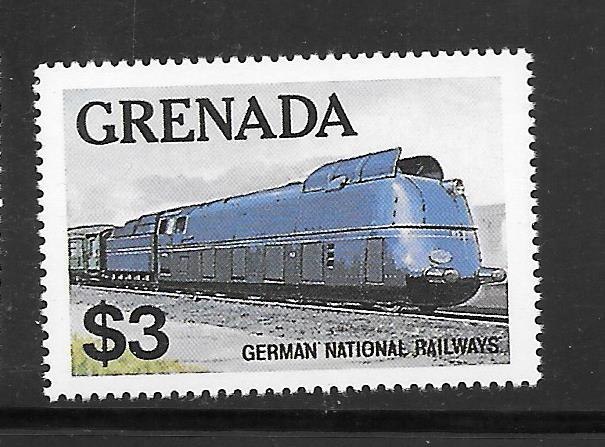 GRENADA
$3
GERMAN NATIONAL RAILWAYS